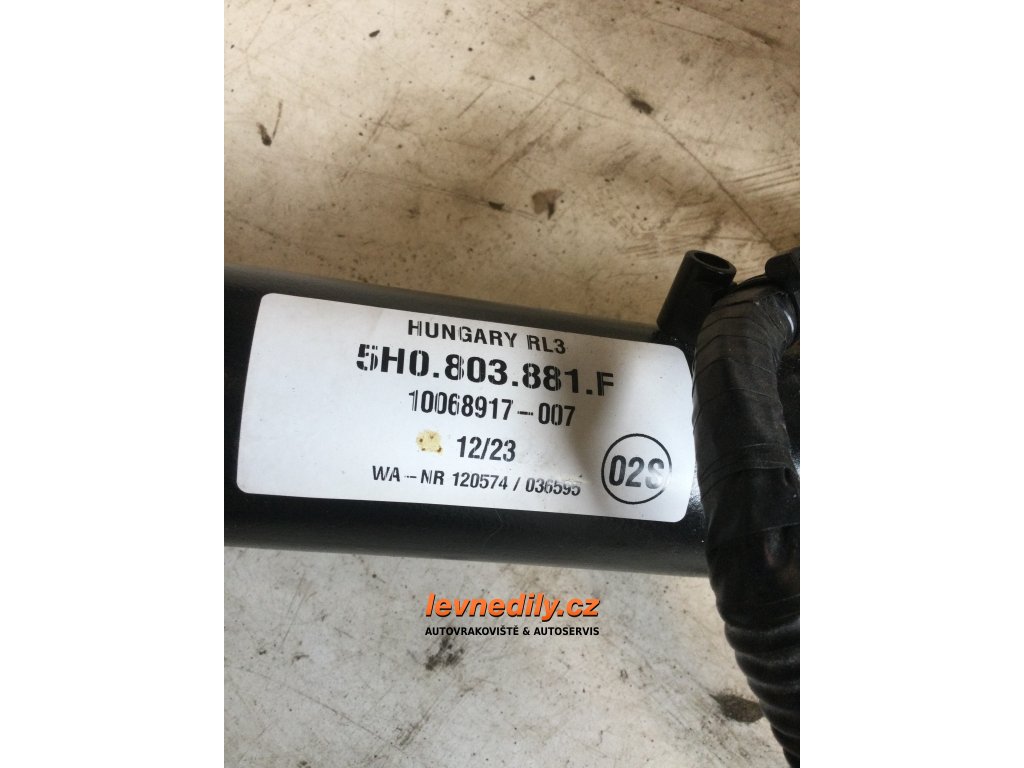 HUNGARY RL3
5H0.803.881.F
10068917-007
12/23
WA-NR 120574 / 036595
02S
levnedily.cz
AUTOVRAKOVIŠTĚ & AUTOSERVIS